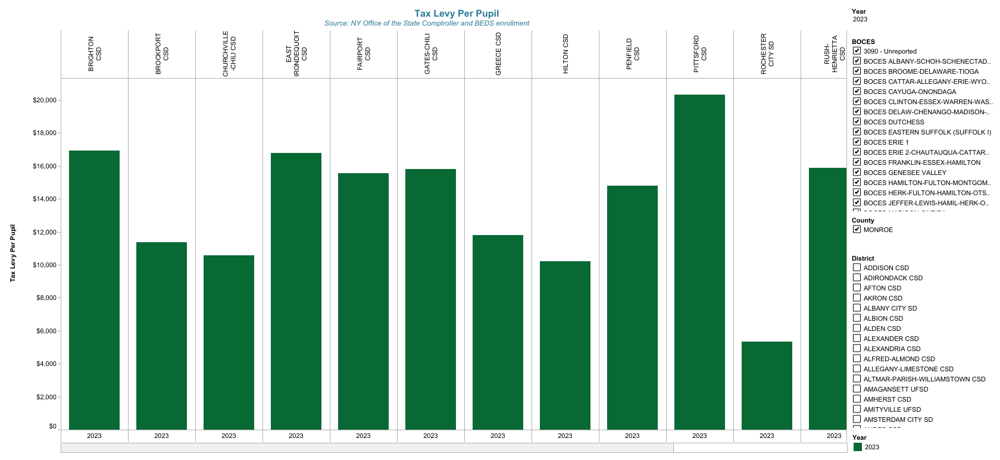 Tax Levy Per Pupil
Source: NY Office of the State Comptroller and BEDS enrollment
BRIGHTON
CSD
BROCKPORT
CSD
CHURCHVILLE
-CHILI CSD
EAST
IRONDEQUOIT
CSD
FAIRPORT
CSD
GATES-CHILI
CSD
GREECE CSD
HILTON CSD
PENFIELD
CSD
PITTSFORD
CSD
ROCHESTER
CITY SD
RUSH-
HENRIETTA
CSD
Tax Levy Per Pupil
$20,000
$18,000
$16,000
$14,000
$12,000
$10,000
$8,000
$6,000
$4,000
$2,000
$0
2023
2023
2023
2023
2023
2023
2023
2023
2023
2023
2023
2023
Year
2023
BOCES
3090 - Unreported
BOCES ALBANY-SCHOH-SCHENECTAD..
BOCES BROOME-DELAWARE-TIOGA
BOCES CATTAR-ALLEGANY-ERIE-WYO..
BOCES CAYUGA-ONONDAGA
BOCES CLINTON-ESSEX-WARREN-WAS..
BOCES DELAW-CHENANGO-MADISON-..
BOCES DUTCHESS
BOCES EASTERN SUFFOLK (SUFFOLK I)
BOCES ERIE 1
BOCES ERIE 2-CHAUTAUQUA-CATTAR..
BOCES FRANKLIN-ESSEX-HAMILTON
BOCES GENESEE VALLEY
BOCES HAMILTON-FULTON-MONTGOM..
BOCES HERK-FULTON-HAMILTON-OTS..
BOCES JEFFER-LEWIS-HAMIL-HERK-O..
County
MONROE
District
ADDISON CSD
ADIRONDACK CSD
AFTON CSD
AKRON CSD
ALBANY CITY SD
ALBION CSD
ALDEN CSD
ALEXANDER CSD
ALEXANDRIA CSD
ALFRED-ALMOND CSD
ALLEGANY-LIMESTONE CSD
ALTMAR-PARISH-WILLIAMSTOWN CSD
AMAGANSETT UFSD
AMHERST CSD
AMITYVILLE UFSD
AMSTERDAM CITY SD
Year
2023